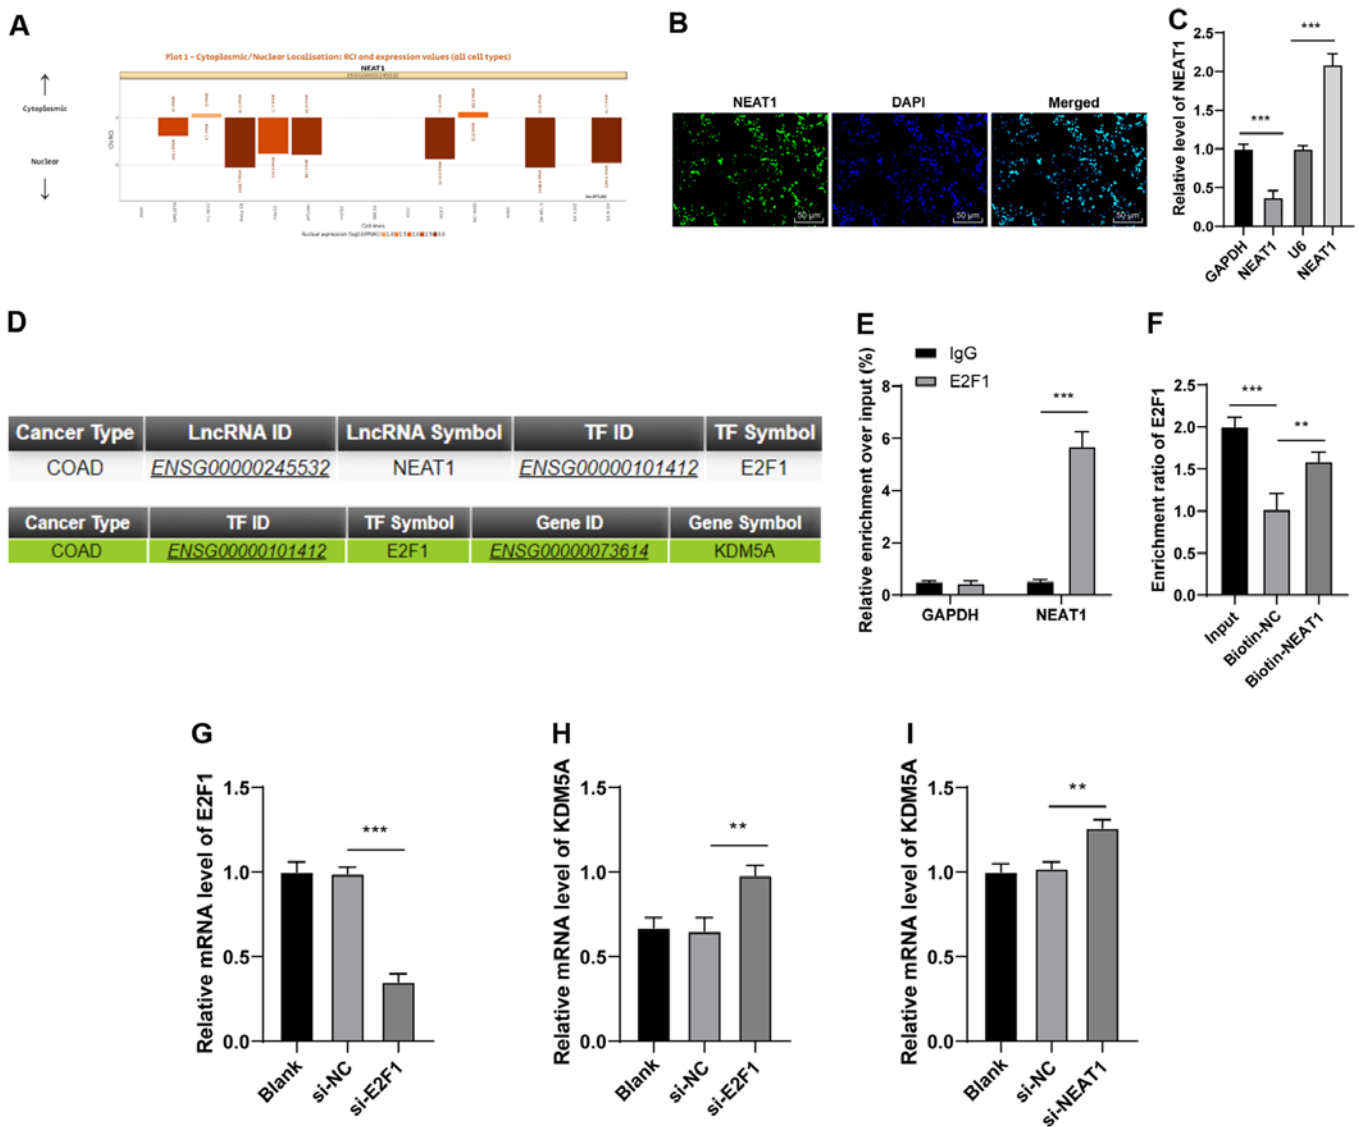 A
Plot 1 – Cytoplasmic/Nuclear Localisation: RCI and expression values (all cell types)
NEAT1
ENSG00000245532
Cytoplasmic
Nuclear
Cell lines
B
NEAT1 DAPI Merged
50 μm 50 μm 50 μm
C
Relative level of NEAT1
2.5
2.0
1.5
1.0
0.5
0.0
***
***
GAPDH NEAT1 U6 NEAT1
D
Cancer Type LncRNA ID LncRNA Symbol TF ID TF Symbol
COAD ENSG00000245532 NEAT1 ENSG00000101412 E2F1
Cancer Type TF ID TF Symbol Gene ID Gene Symbol
COAD ENSG00000101412 E2F1 ENSG00000073614 KDM5A
E
Relative enrichment over input (%)
IgG
E2F1
8
6
4
2
0
***
GAPDH NEAT1
F
Enrichment ratio of E2F1
2.5
2.0
1.5
1.0
0.5
0.0
***
**
Input Biotin-NC Biotin-NEAT1
G
Relative mRNA level of E2F1
1.5
1.0
0.5
0.0
***
Blank si-NC si-E2F1
H
Relative mRNA level of KDM5A
1.5
1.0
0.5
0.0
**
Blank si-NC si-E2F1
I
Relative mRNA level of KDM5A
1.5
1.0
0.5
0.0
**
Blank si-NC si-NEAT1